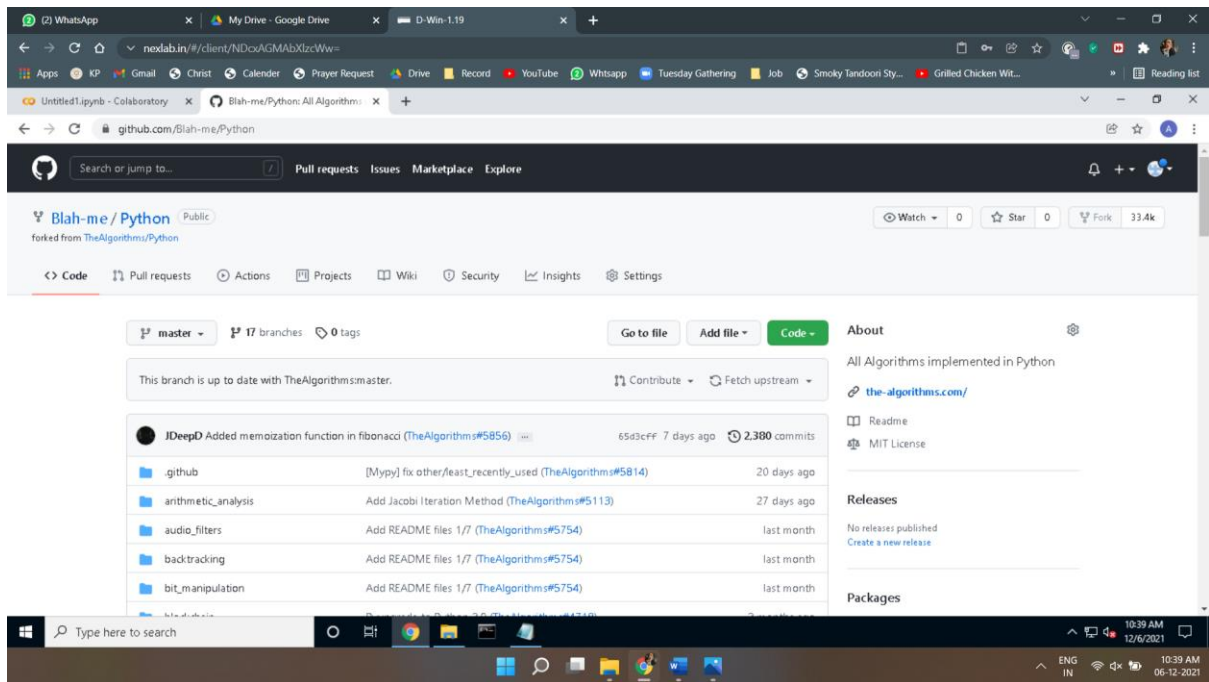 (2) WhatsApp
My Drive - Google Drive
D-Win-1.19
nexlab.in/#/client/NDcxAGMAbXlzcWw=
Apps KP Gmail Christ Calender Prayer Request Drive Record YouTube Whtsapp Tuesday Gathering Job Smoky Tandoori Sty... Grilled Chicken Wit... » Reading list
Untitled1.ipynb - Colaboratory
Blah-me/Python: All Algorithm
github.com/Blah-me/Python
A
Search or jump to... /
Pull requests Issues Marketplace Explore
Blah-me / Python Public
Watch 0 Star 0 Fork 33.4k
forked from TheAlgorithms/Python
<> Code Pull requests Actions Projects Wiki Security Insights Settings
master 17 branches 0 tags Go to file Add file Code
This branch is up to date with TheAlgorithms:master. Contribute Fetch upstream
JDeepD Added memoization function in fibonacci (TheAlgorithms#5856) ... 65d3cff 7 days ago 2,380 commits
.github [Mypy] fix other/least_recently_used (TheAlgorithms#5814) 20 days ago
arithmetic_analysis Add Jacobi Iteration Method (TheAlgorithms#5113) 27 days ago
audio_filters Add README files 1/7 (TheAlgorithms#5754) last month
backtracking Add README files 1/7 (TheAlgorithms#5754) last month
bit_manipulation Add README files 1/7 (TheAlgorithms#5754) last month
About
All Algorithms implemented in Python
the-algorithms.com/
Readme
MIT License
Releases
No releases published
Create a new release
Packages
Type here to search
10:39 AM
12/6/2021
ENG
IN
10:39 AM
06-12-2021